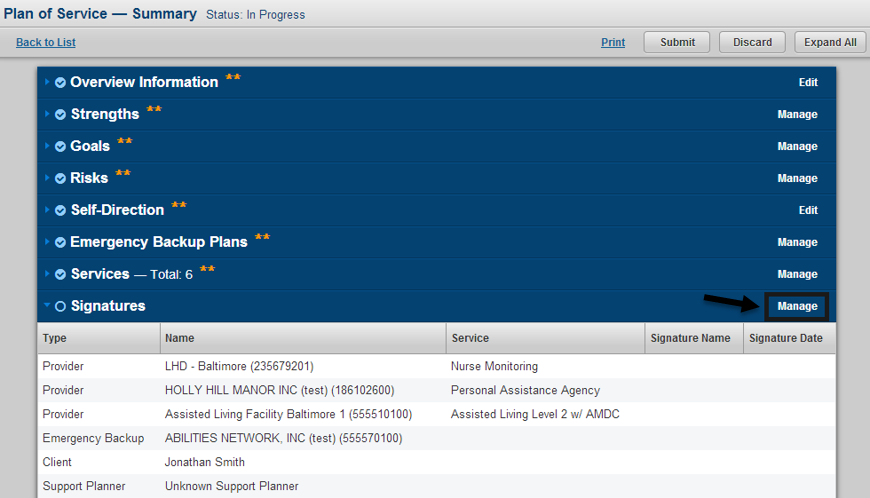 Plan of Service — Summary Status: In Progress
Back to List Print Submit Discard Expand All
Overview Information ** Edit
Strengths ** Manage
Goals ** Manage
Risks ** Manage
Self-Direction ** Edit
Emergency Backup Plans ** Manage
Services — Total: 6 ** Manage
Signatures Manage
Type Name Service Signature Name Signature Date
Provider LHD - Baltimore (235679201) Nurse Monitoring
Provider HOLLY HILL MANOR INC (test) (186102600) Personal Assistance Agency
Provider Assisted Living Facility Baltimore 1 (555510100) Assisted Living Level 2 w/ AMDC
Emergency Backup ABILITIES NETWORK, INC (test) (555570100)
Client Jonathan Smith
Support Planner Unknown Support Planner